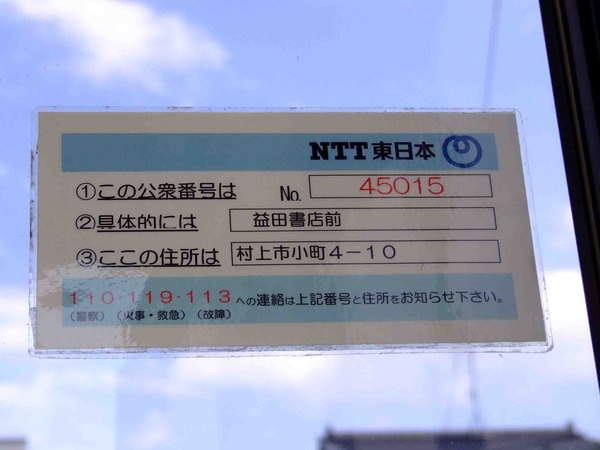 NTT東日本
①この公衆番号は No. 45015
②具体的には 益田書店前
③ここの住所は 村上市小町4-10
110・119・113への連絡は上記番号と住所をお知らせ下さい。
(警察) (火事・救急) (故障)